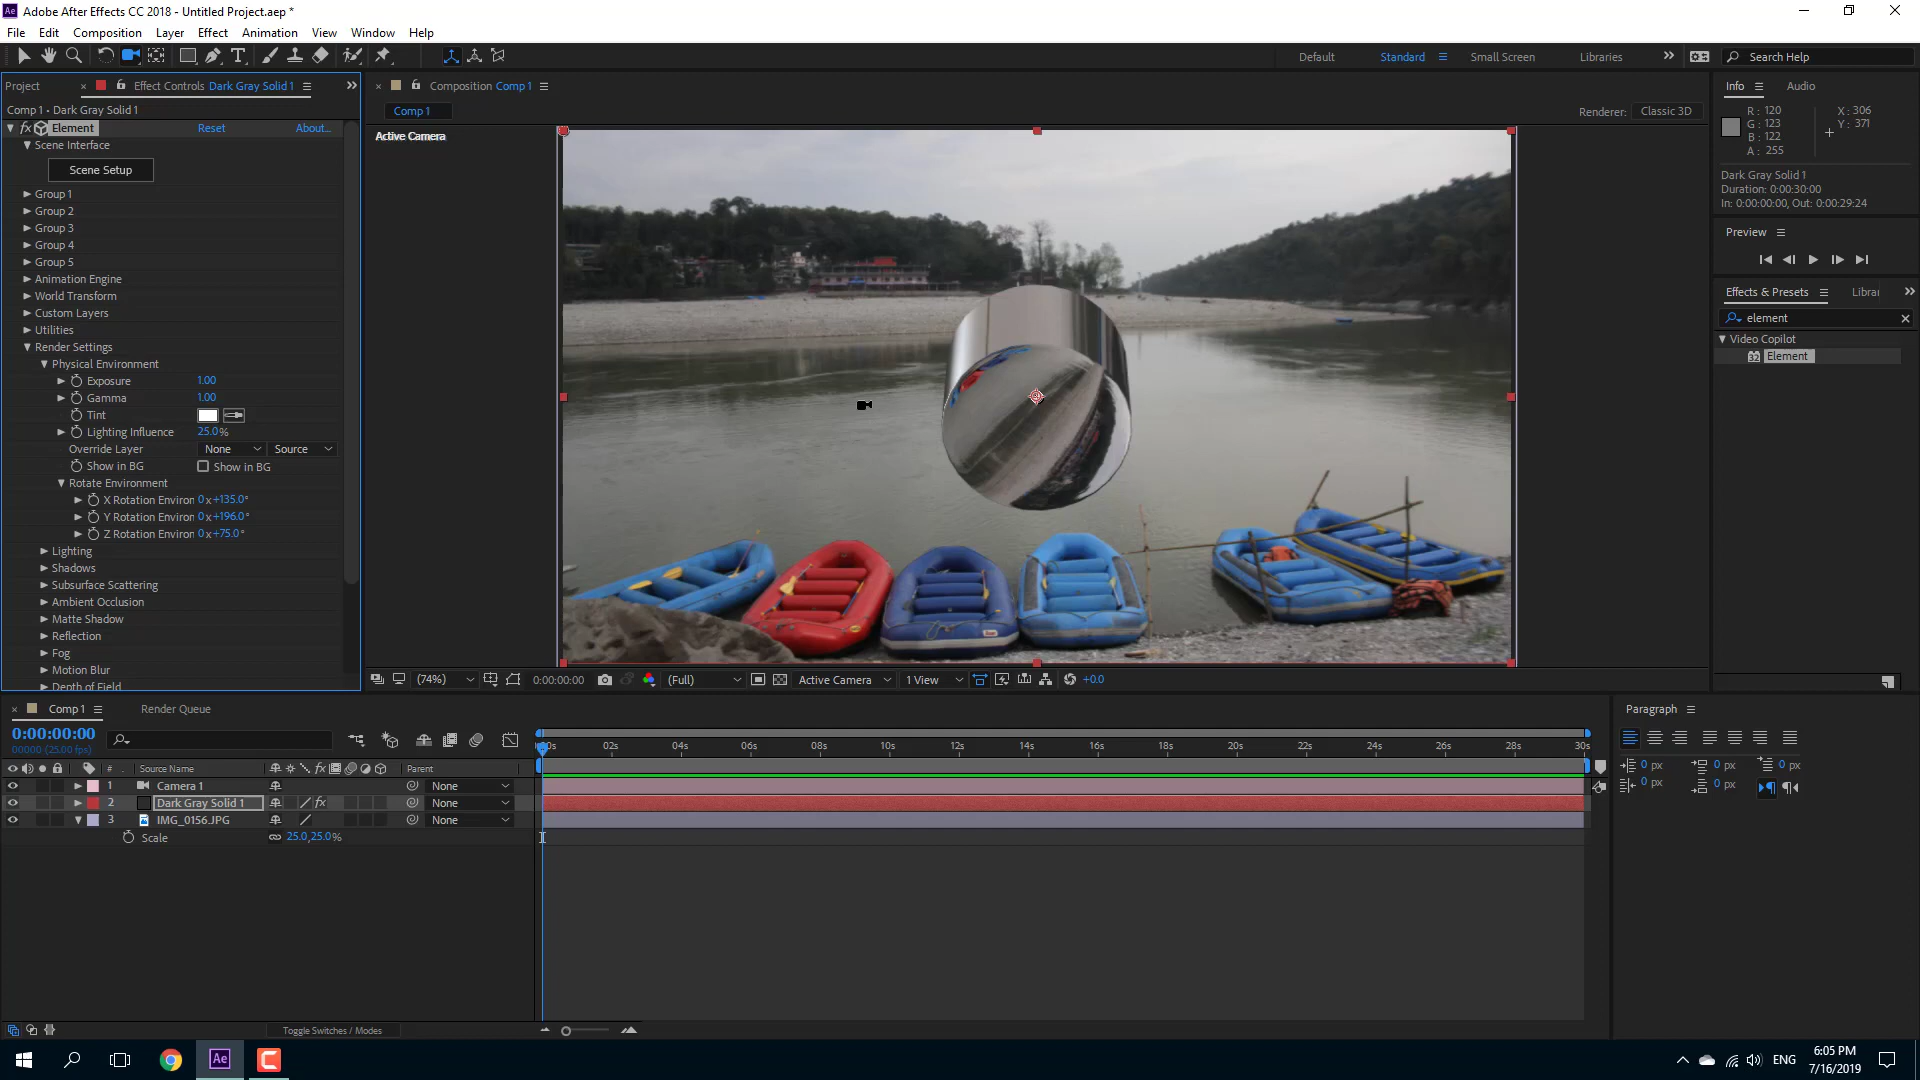 Adobe After Effects CC 2018 - Untitled Project.aep *
File Edit Composition Layer Effect Animation View Window Help
Default Standard Small Screen Libraries Search Help
Project Effect Controls Dark Gray Solid 1
Composition Comp 1
Info Audio
Comp 1 • Dark Gray Solid 1
Comp 1
Renderer: Classic 3D
R : 120
G : 123
B : 122
A : 255
X : 306
Y : 371
Element Reset About...
Active Camera
Scene Interface
Scene Setup
Dark Gray Solid 1
Duration: 0:00:30:00
In: 0:00:00:00, Out: 0:00:29:24
Group 1
Group 2
Group 3
Group 4
Group 5
Preview
Animation Engine
World Transform
Custom Layers
Utilities
Effects & Presets Librar
element
Video Copilot
Element
Render Settings
Physical Environment
Exposure 1.00
Gamma 1.00
Tint
Lighting Influence 25.0%
Override Layer None Source
Show in BG Show in BG
Rotate Environment
X Rotation Environ 0x+135.0°
Y Rotation Environ 0x+196.0°
Z Rotation Environ 0x+75.0°
Lighting
Shadows
Subsurface Scattering
Ambient Occlusion
Matte Shadow
Reflection
Fog
Motion Blur
Depth of Field
(74%) 0:00:00:00 (Full) Active Camera 1 View +0.0
Comp 1 Render Queue
Paragraph
0:00:00:00
00000 (25.00 fps)
02s 04s 06s 08s 10s 12s 14s 16s 18s 20s 22s 24s 26s 28s 30s
# Source Name fx Parent
0 px 0 px 0 px
0 px 0 px
1 Camera 1 None
2 Dark Gray Solid 1 fx None
3 IMG_0156.JPG None
Scale 25.0,25.0%
Toggle Switches / Modes
Ae
ENG
6:05 PM
7/16/2019